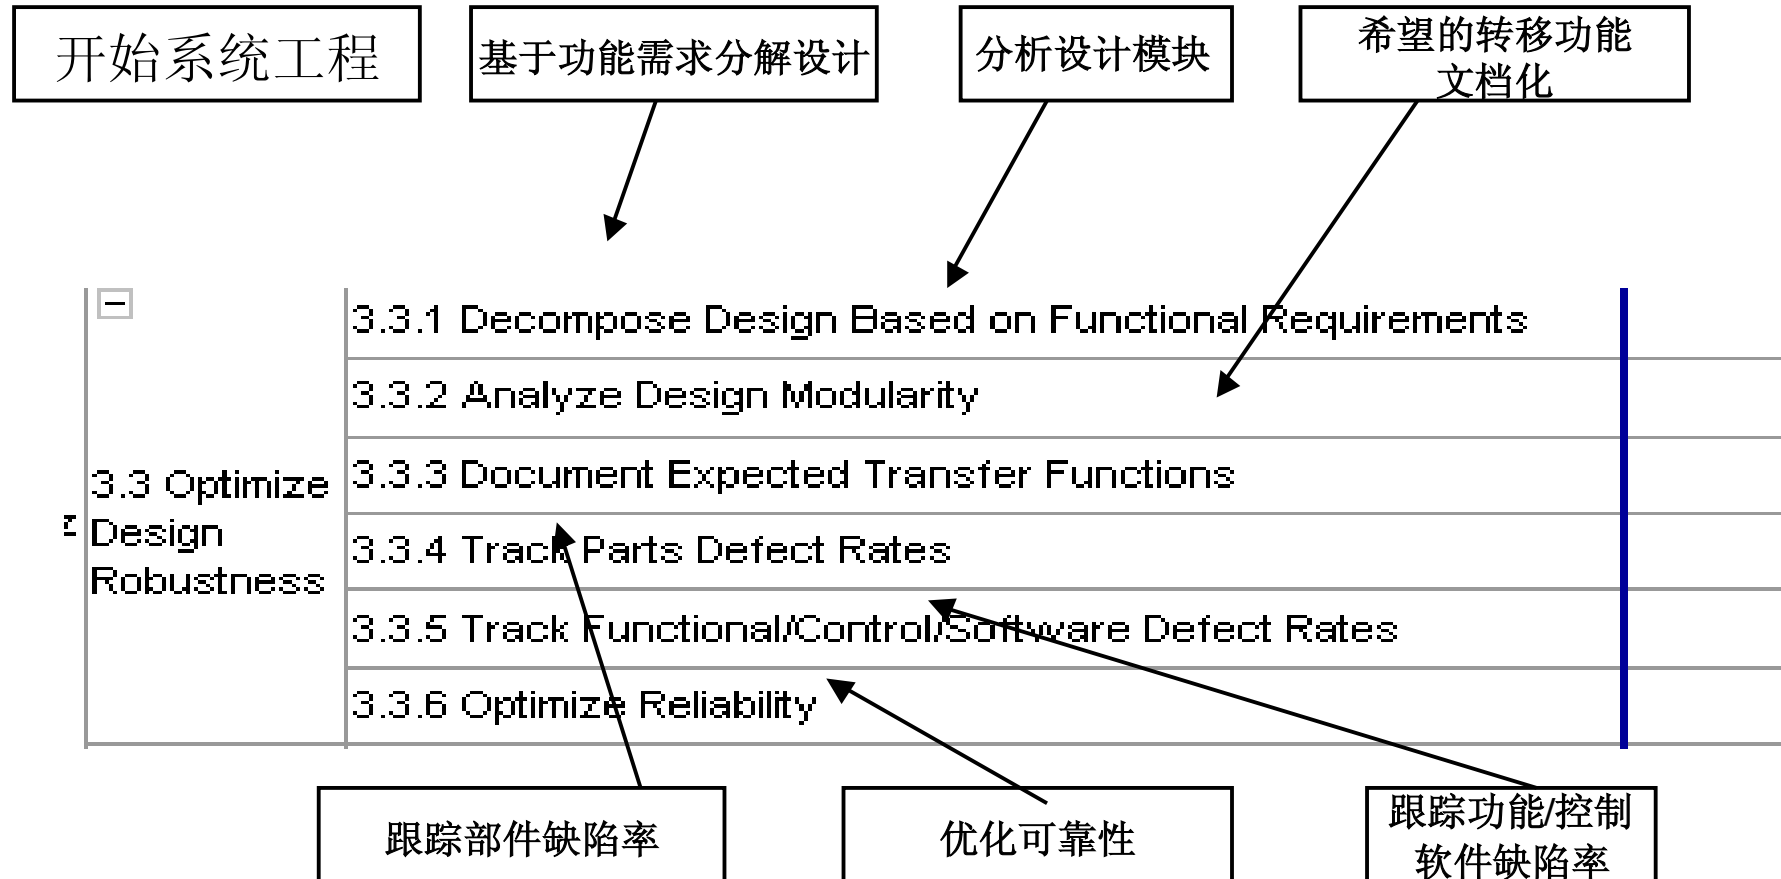 开始系统工程
基于功能需求分解设计
分析设计模块
希望的转移功能
文档化
3.3 Optimize
Design
Robustness
3.3.1 Decompose Design Based on Functional Requirements
3.3.2 Analyze Design Modularity
3.3.3 Document Expected Transfer Functions
3.3.4 Track Parts Defect Rates
3.3.5 Track Functional/Control/Software Defect Rates
3.3.6 Optimize Reliability
跟踪部件缺陷率
优化可靠性
跟踪功能/控制
软件缺陷率